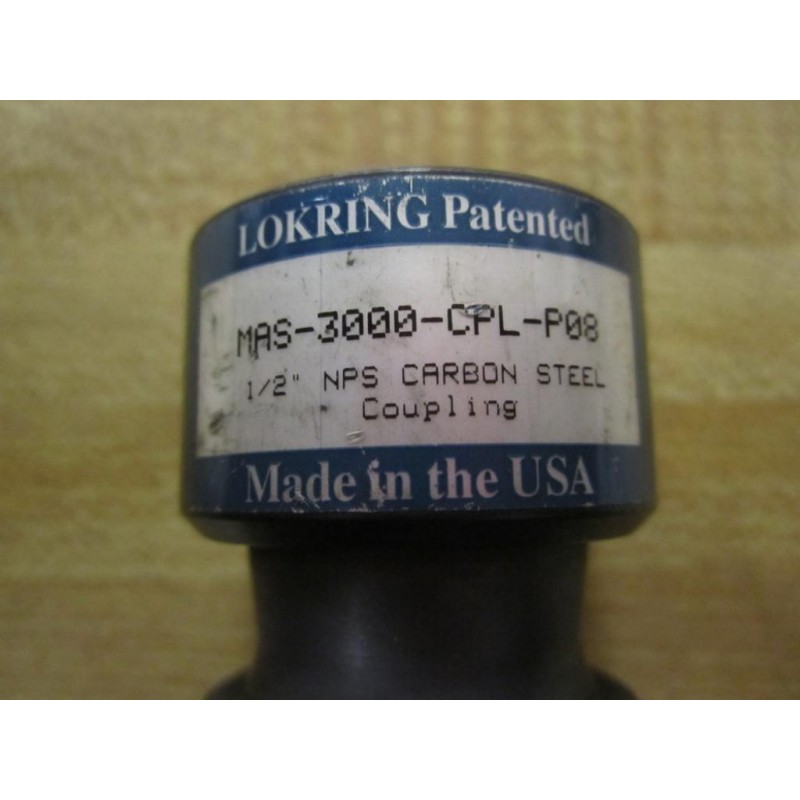 LOKRING Patented
MAS-3000-CPL-P08
1/2" NPS CARBON STEEL
Coupling
Made in the USA